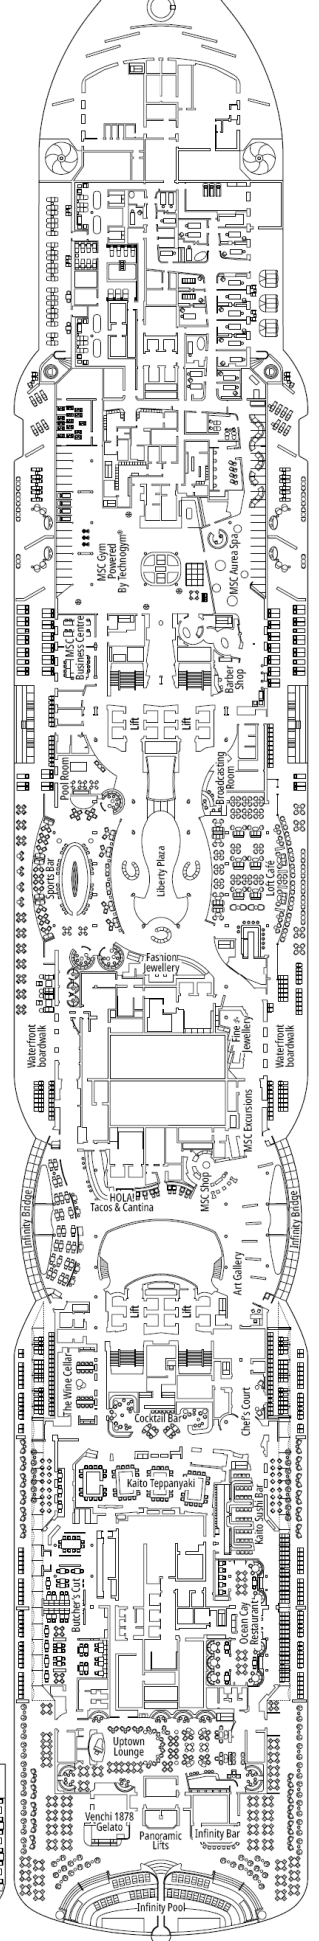 MSC Gym
Powered
By Technogym®
MSC Aurea Spa
MSC
Business Centre
Barber
Shop
Lift
Lift
Pool Room
Broadcasting
Room
Sports Bar
Liberty Plaza
Loft Café
Fashion
Jewellery
Fine
Jewellery
Waterfront
boardwalk
Waterfront
boardwalk
MSC Excursions
HOLA!
Tacos & Cantina
MSC Shop
Infinity Bridge
Infinity Bridge
Art Gallery
Lift
Lift
The Wine Cellar
Cocktail Bar
Chef's Court
Kaito Teppanyaki
Kaito Sushi Bar
Butcher's Cut
Ocean Cay
Restaurant
Uptown
Lounge
Venchi 1878
Gelato
Panoramic
Lifts
Infinity Bar
Infinity Pool